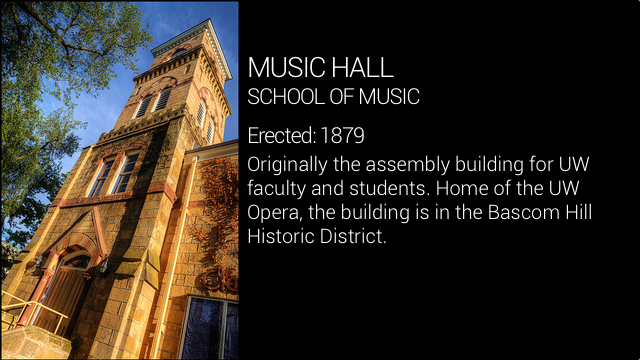 MUSIC HALL
SCHOOL OF MUSIC
Erected: 1879
Originally the assembly building for UW
faculty and students. Home of the UW
Opera, the building is in the Bascom Hill
Historic District.